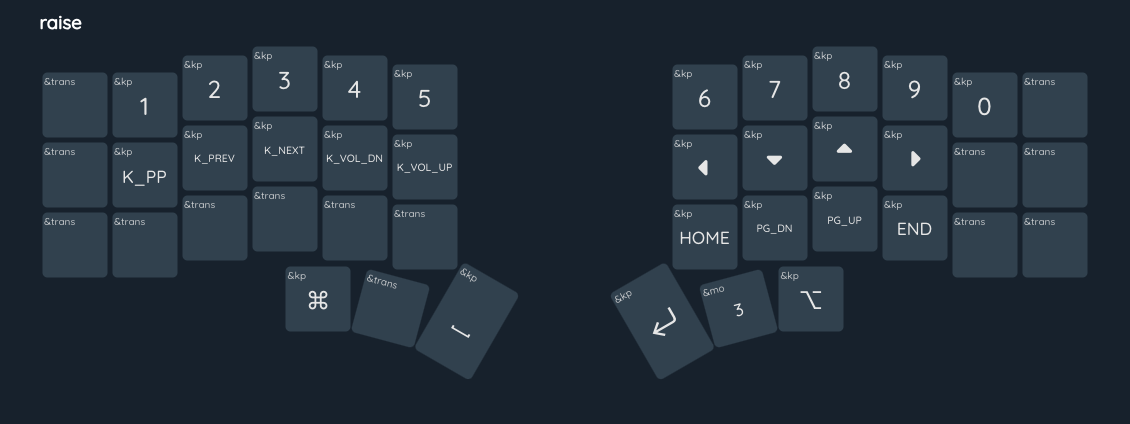 raise
&trans &kp &kp &kp &kp &kp &kp &kp &kp &kp &kp &trans
1 2 3 4 5 6 7 8 9 0
&trans &kp &kp &kp &kp &kp &kp &kp &kp &kp &trans &trans
K_PP K_PREV K_NEXT K_VOL_DN K_VOL_UP
&trans &trans &trans &trans &trans &trans &kp &kp &kp &kp &trans &trans
HOME PG_DN PG_UP END
&kp &trans &kp &kp &mo &kp
⌘ 3 ⌥